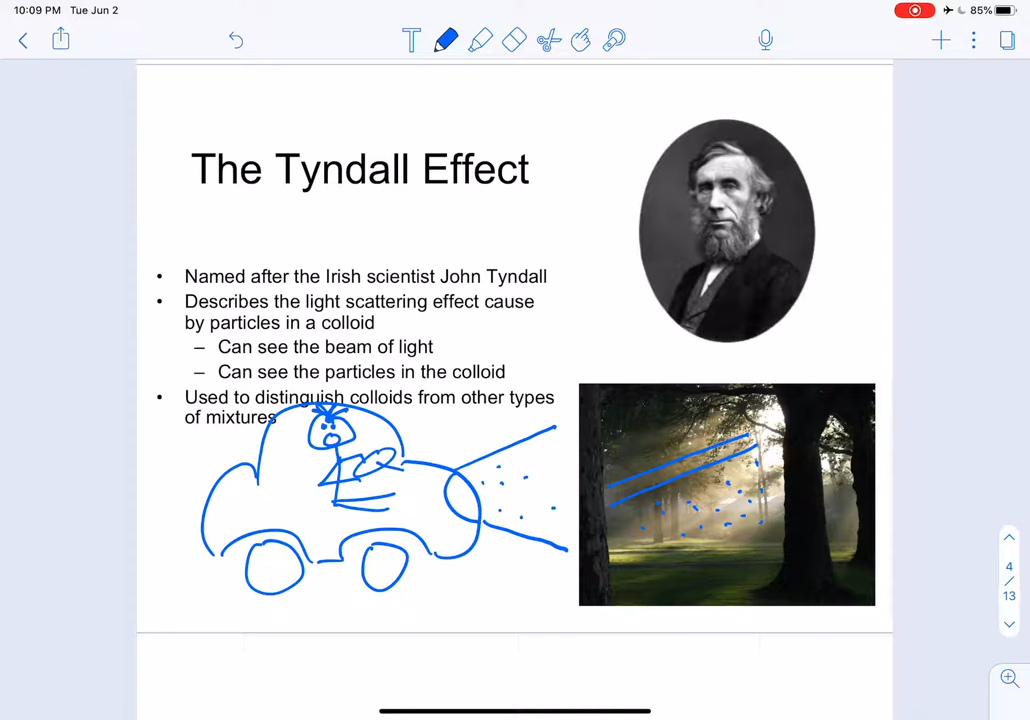 10:09 PM Tue Jun 2
85%
The Tyndall Effect
• Named after the Irish scientist John Tyndall
• Describes the light scattering effect cause
by particles in a colloid
– Can see the beam of light
– Can see the particles in the colloid
• Used to distinguish colloids from other types
of mixtures
4
/
13